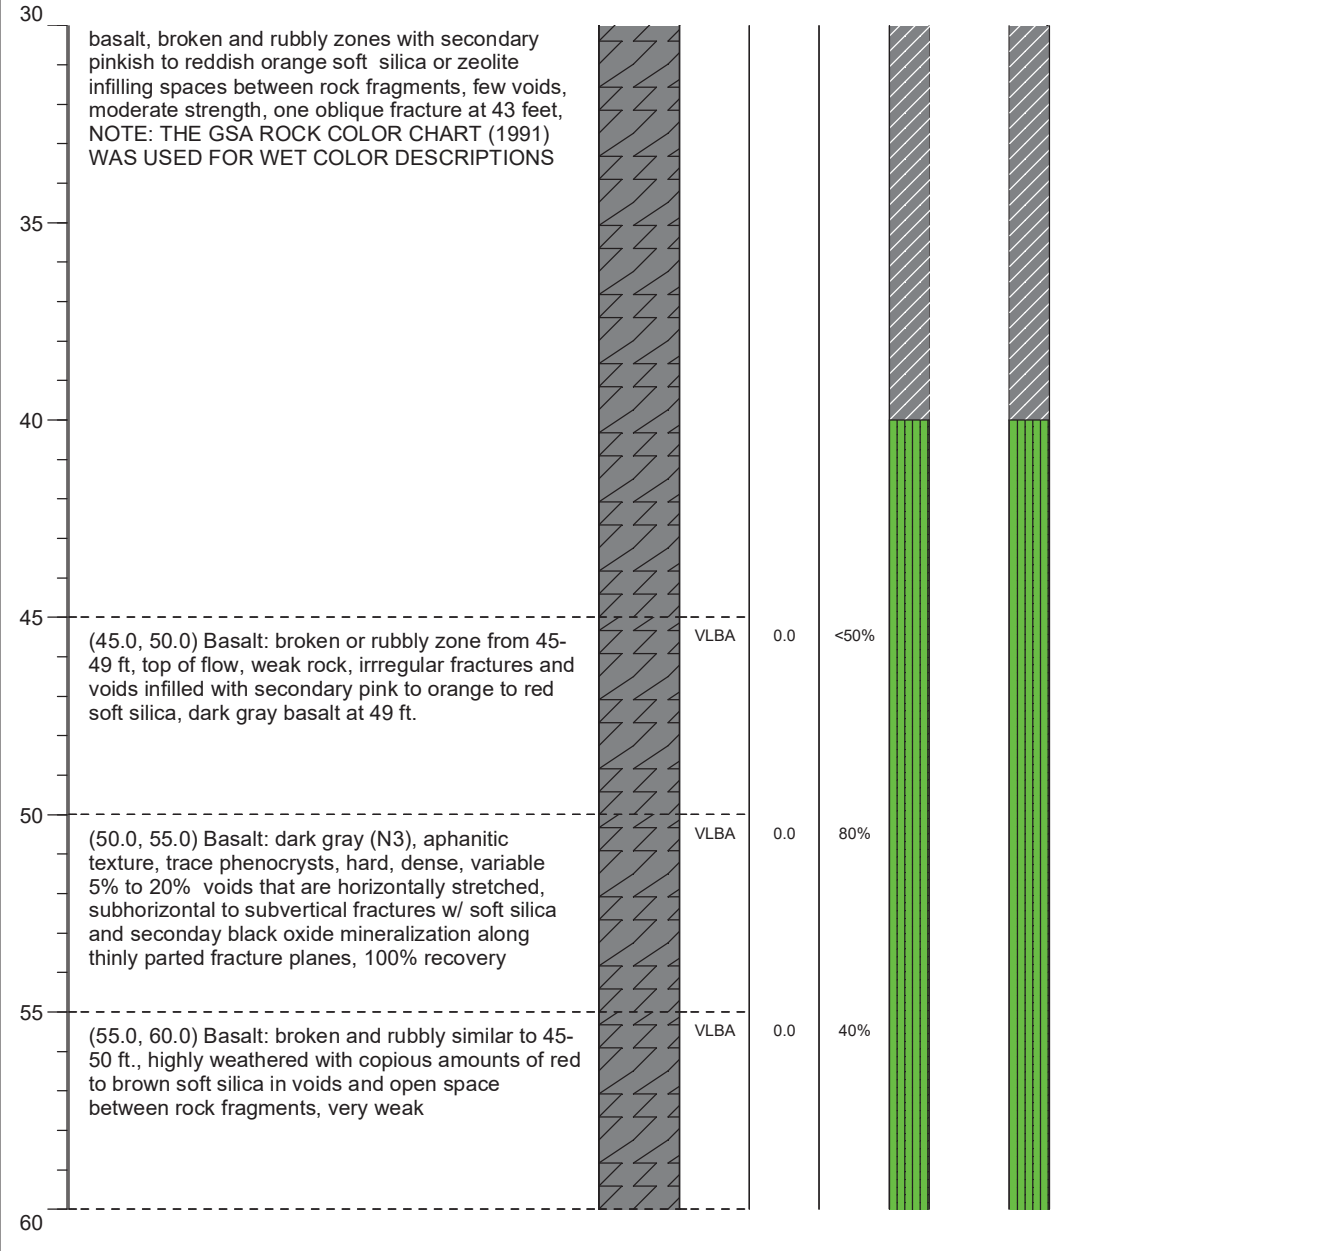 30
basalt, broken and rubbly zones with secondary
pinkish to reddish orange soft  silica or zeolite
infilling spaces between rock fragments, few voids,
moderate strength, one oblique fracture at 43 feet,
NOTE: THE GSA ROCK COLOR CHART (1991)
WAS USED FOR WET COLOR DESCRIPTIONS
35
40
45
(45.0, 50.0) Basalt: broken or rubbly zone from 45-
49 ft, top of flow, weak rock, irrregular fractures and
voids infilled with secondary pink to orange to red
soft silica, dark gray basalt at 49 ft.
VLBA 0.0 <50%
50
(50.0, 55.0) Basalt: dark gray (N3), aphanitic
texture, trace phenocrysts, hard, dense, variable
5% to 20%  voids that are horizontally stretched,
subhorizontal to subvertical fractures w/ soft silica
and seconday black oxide mineralization along
thinly parted fracture planes, 100% recovery
VLBA 0.0 80%
55
(55.0, 60.0) Basalt: broken and rubbly similar to 45-
50 ft., highly weathered with copious amounts of red
to brown soft silica in voids and open space
between rock fragments, very weak
VLBA 0.0 40%
60